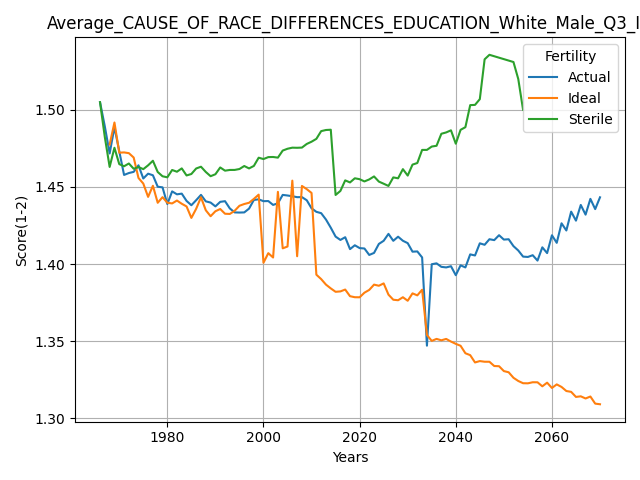 Average_CAUSE_OF_RACE_DIFFERENCES_EDUCATION_White_Male_Q3_I
Fertility
Actual
Ideal
Sterile
Score(1-2)
1.50
1.45
1.40
1.35
1.30
1980 2000 2020 2040 2060
Years